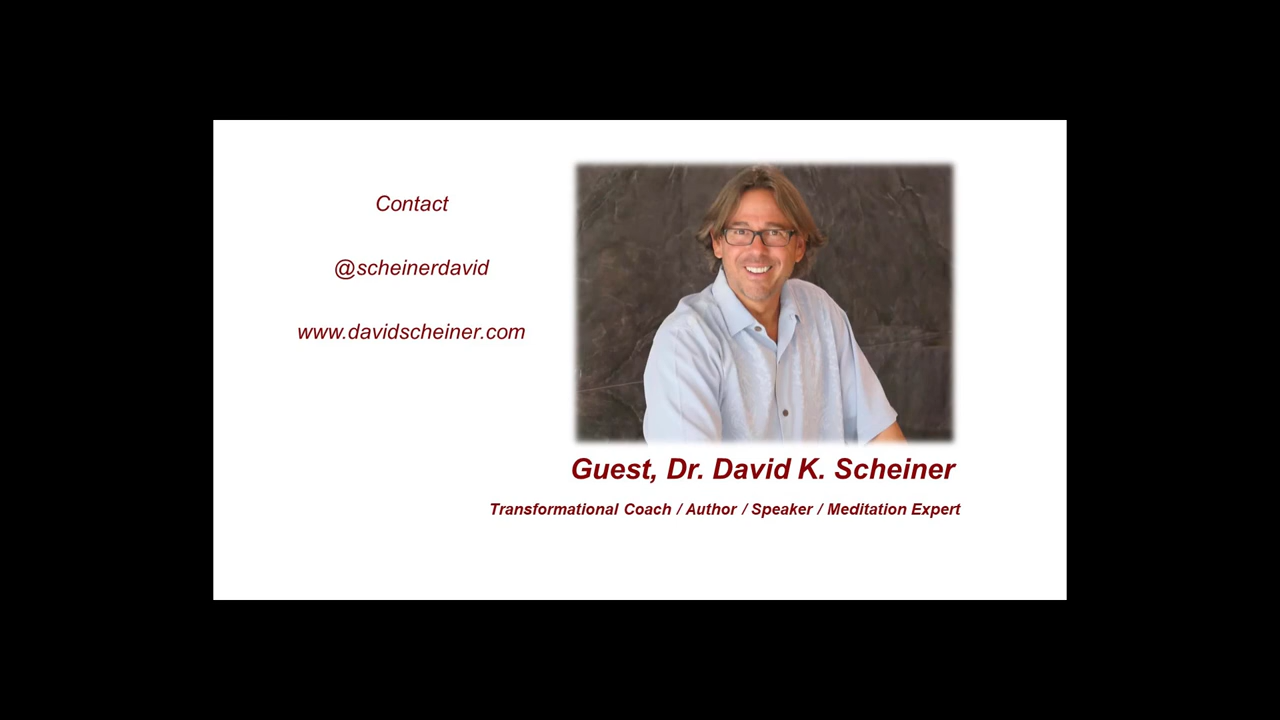 Contact
@scheinerdavid
www.davidscheiner.com
Guest, Dr. David K. Scheiner
Transformational Coach / Author / Speaker / Meditation Expert